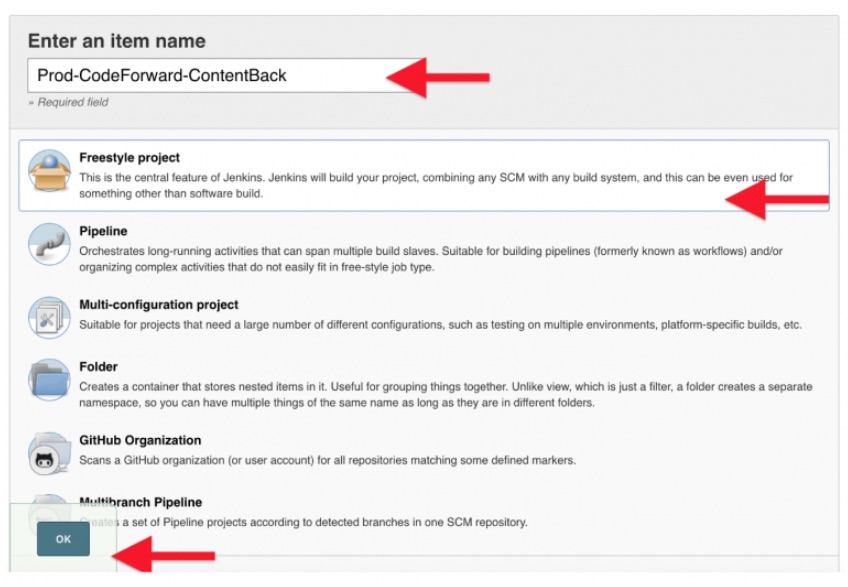 Enter an item name
Prod-CodeForward-ContentBack
» Required field
Freestyle project
This is the central feature of Jenkins. Jenkins will build your project, combining any SCM with any build system, and this can be even used for
something other than software build.
Pipeline
Orchestrates long-running activities that can span multiple build slaves. Suitable for building pipelines (formerly known as workflows) and/or
organizing complex activities that do not easily fit in free-style job type.
Multi-configuration project
Suitable for projects that need a large number of different configurations, such as testing on multiple environments, platform-specific builds, etc.
Folder
Creates a container that stores nested items in it. Useful for grouping things together. Unlike view, which is just a filter, a folder creates a separate
namespace, so you can have multiple things of the same name as long as they are in different folders.
GitHub Organization
Scans a GitHub organization (or user account) for all repositories matching some defined markers.
Multibranch Pipeline
Creates a set of Pipeline projects according to detected branches in one SCM repository.
OK